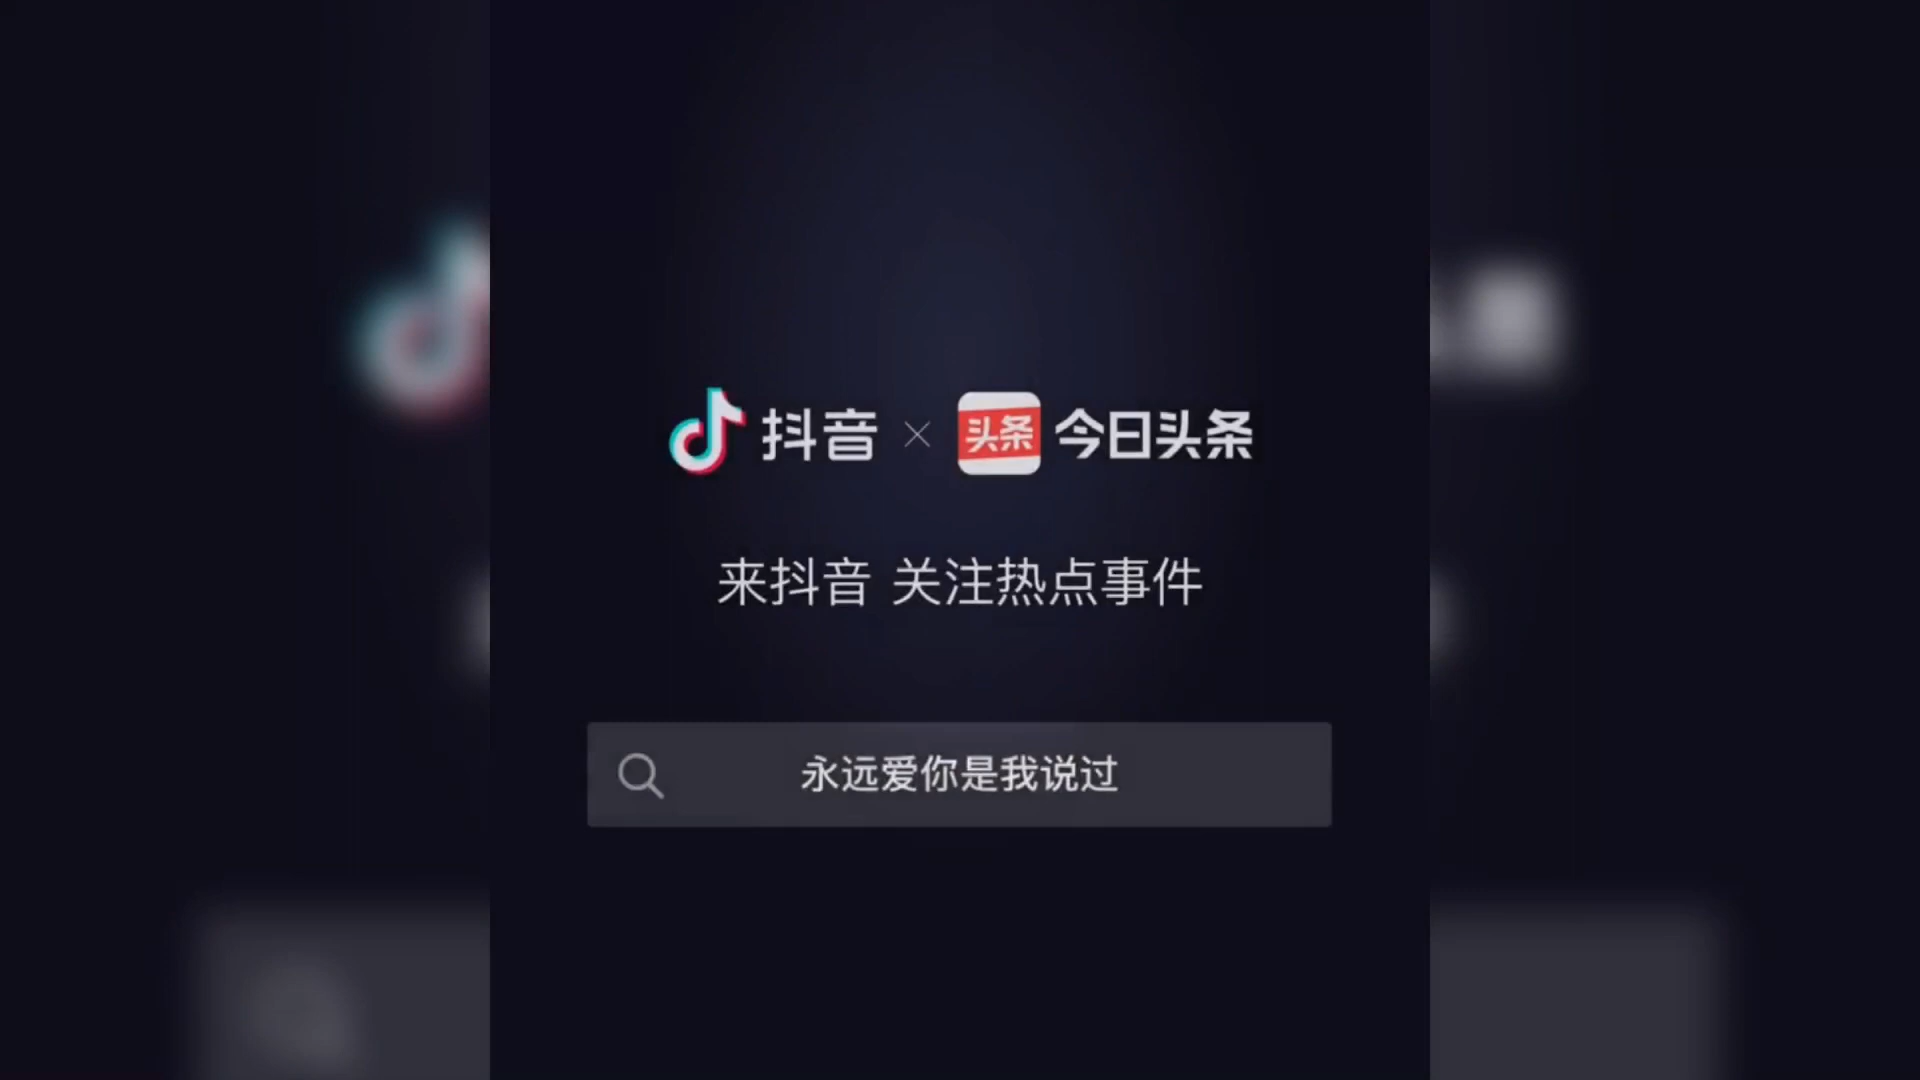 抖音 × 头条 今日头条
来抖音 关注热点事件
永远爱你是我说过